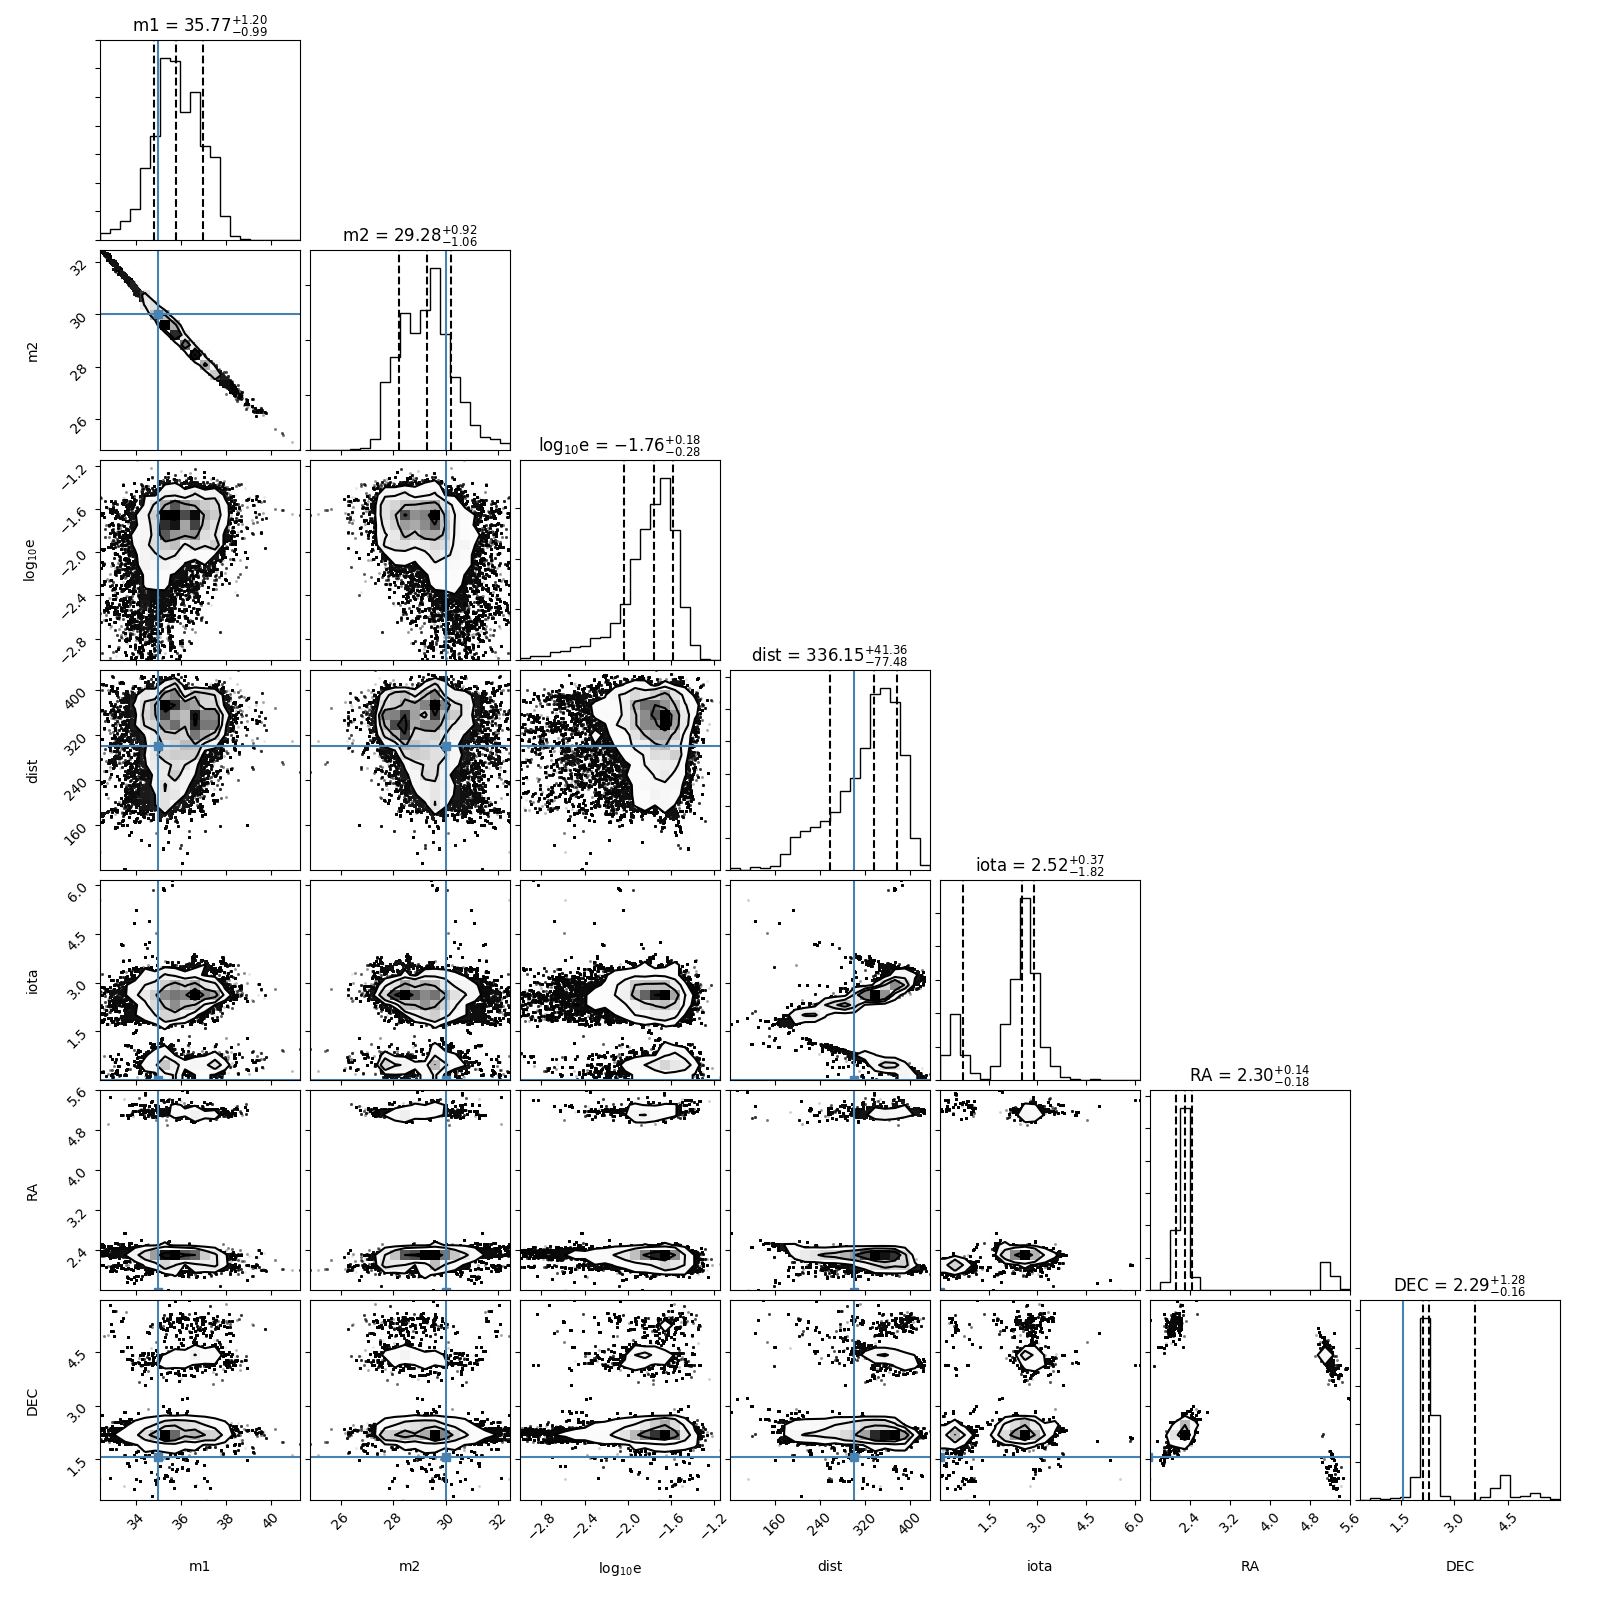 m1 = 35.77+1.20 −0.99
m2 = 29.28+0.92 −1.06
log10e = −1.76+0.18 −0.28
dist = 336.15+41.36 −77.48
iota = 2.52+0.37 −1.82
RA = 2.30+0.14 −0.18
DEC = 2.29+1.28 −0.16
m2
32
30
28
26
log10e
−1.2
−1.6
−2.0
−2.4
−2.8
dist
400
320
240
160
iota
6.0
4.5
3.0
1.5
RA
5.6
4.8
4.0
3.2
2.4
DEC
4.5
3.0
1.5
34 36 38 40
26 28 30 32
−2.8 −2.4 −2.0 −1.6 −1.2
160 240 320 400
1.5 3.0 4.5 6.0
2.4 3.2 4.0 4.8 5.6
1.5 3.0 4.5
m1 m2 log10e dist iota RA DEC